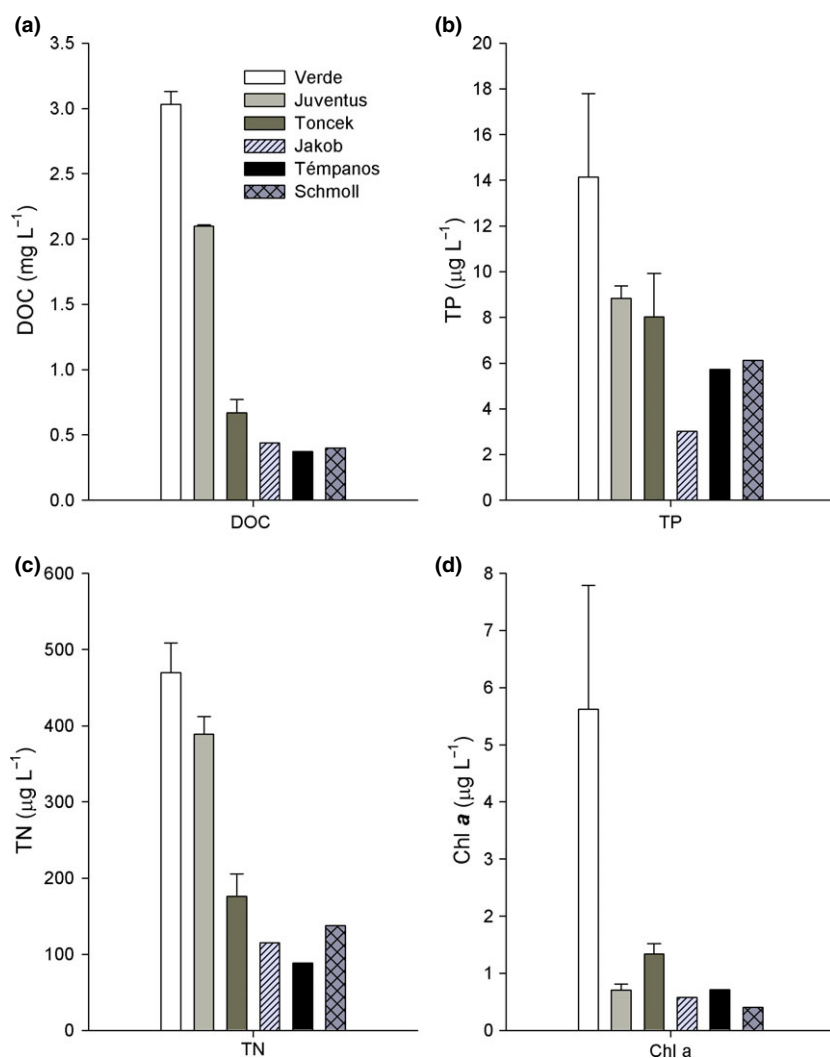 (a)
3.5
3.0
2.5
2.0
1.5
1.0
0.5
0.0
DOC (mg L⁻¹)
DOC
Verde
Juventus
Toncek
Jakob
Témpanos
Schmoll
(b)
20
18
16
14
12
10
8
6
4
2
0
TP (µg L⁻¹)
TP
(c)
600
500
400
300
200
100
0
TN (µg L⁻¹)
TN
(d)
8
7
6
5
4
3
2
1
0
Chl a (µg L⁻¹)
Chl a